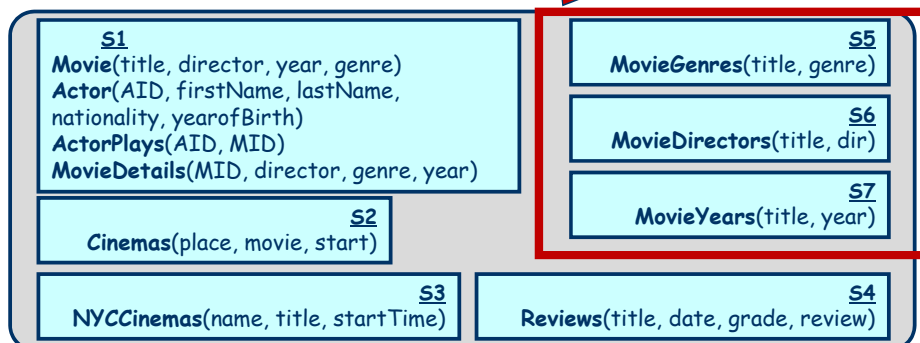 S1
Movie(title, director, year, genre)
Actor(AID, firstName, lastName,
nationality, yearofBirth)
ActorPlays(AID, MID)
MovieDetails(MID, director, genre, year)
S2
Cinemas(place, movie, start)
S3
NYCCinemas(name, title, startTime)
S5
MovieGenres(title, genre)
S6
MovieDirectors(title, dir)
S7
MovieYears(title, year)
S4
Reviews(title, date, grade, review)